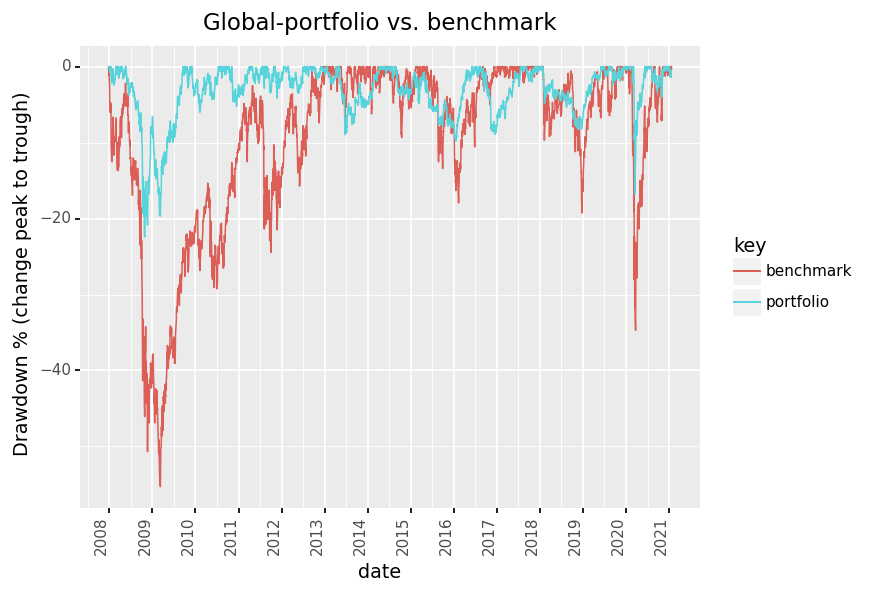 Global-portfolio vs. benchmark
Drawdown % (change peak to trough)
0
−20
−40
2008
2009
2010
2011
2012
2013
2014
2015
2016
2017
2018
2019
2020
2021
date
key
benchmark
portfolio